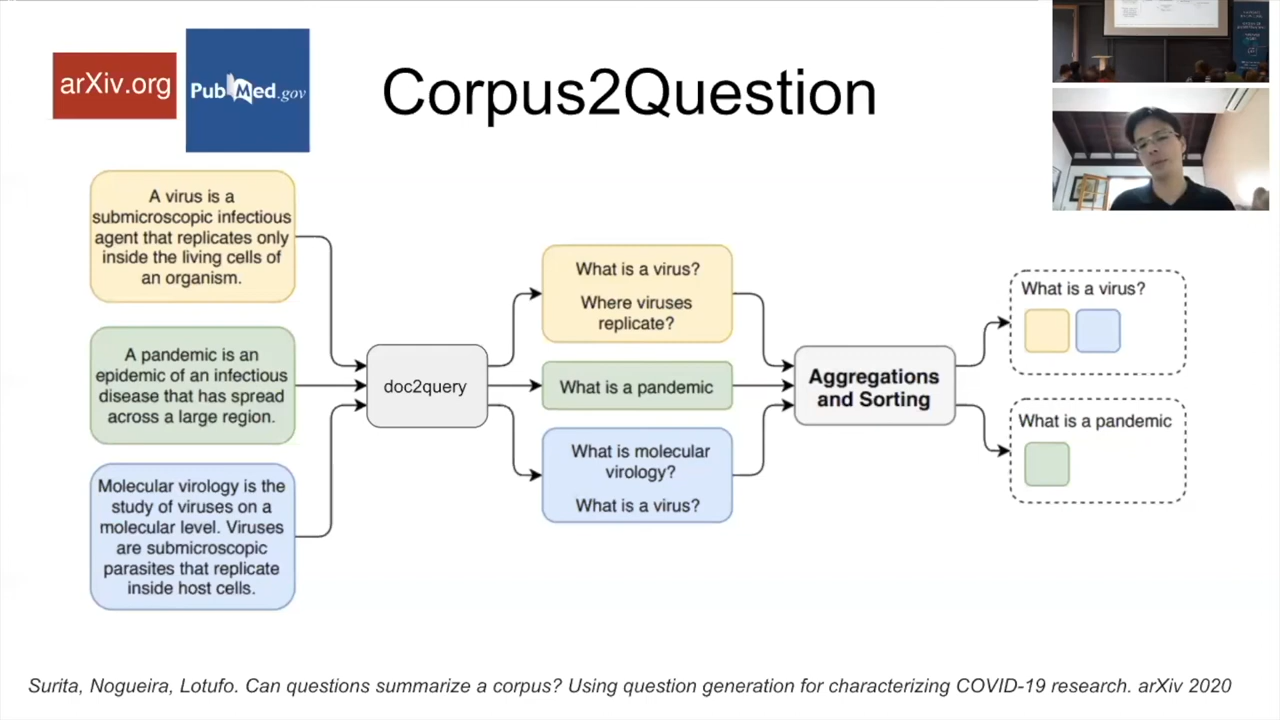 arXiv.org
PubMed.gov
Corpus2Question
A virus is a
submicroscopic infectious
agent that replicates only
inside the living cells of
an organism.
A pandemic is an
epidemic of an infectious
disease that has spread
across a large region.
Molecular virology is the
study of viruses on a
molecular level. Viruses
are submicroscopic
parasites that replicate
inside host cells.
doc2query
What is a virus?
Where viruses
replicate?
What is a pandemic
What is molecular
virology?
What is a virus?
Aggregations
and Sorting
What is a virus?
What is a pandemic
Surita, Nogueira, Lotufo. Can questions summarize a corpus? Using question generation for characterizing COVID-19 research. arXiv 2020